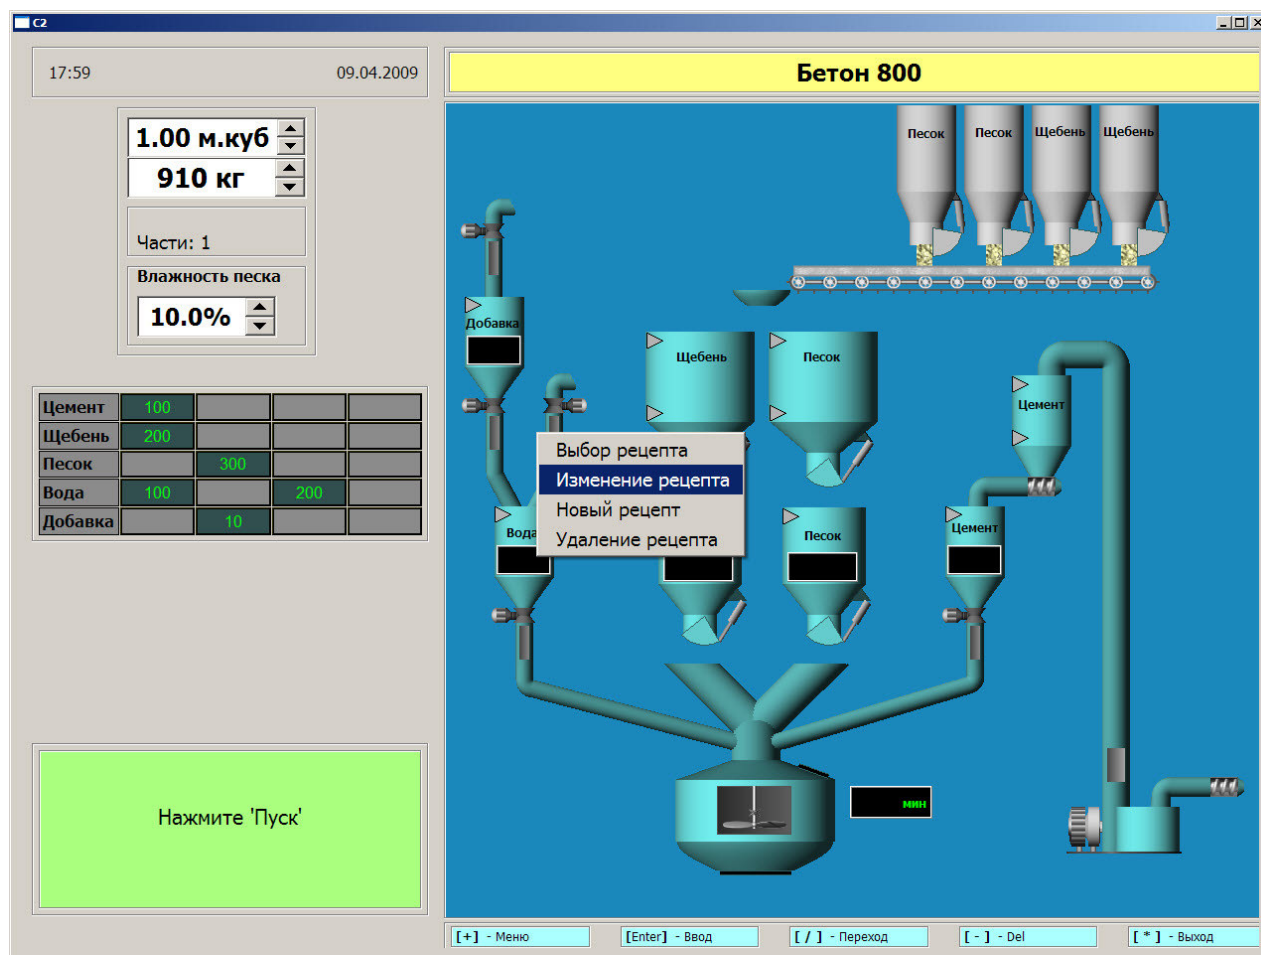 C2
17:59 09.04.2009
Бетон 800
1.00 м.куб
910 кг
Части: 1
Влажность песка
10.0%
Песок Песок Щебень Щебень
Добавка
Щебень Песок
Цемент
Цемент 100
Щебень 200
Песок 300
Вода 100 200
Добавка 10
Выбор рецепта
Изменение рецепта
Новый рецепт
Удаление рецепта
Вода
Песок
Цемент
Нажмите 'Пуск'
мин
[+] - Меню [Enter] - Ввод [ / ] - Переход [ - ] - Del [ * ] - Выход